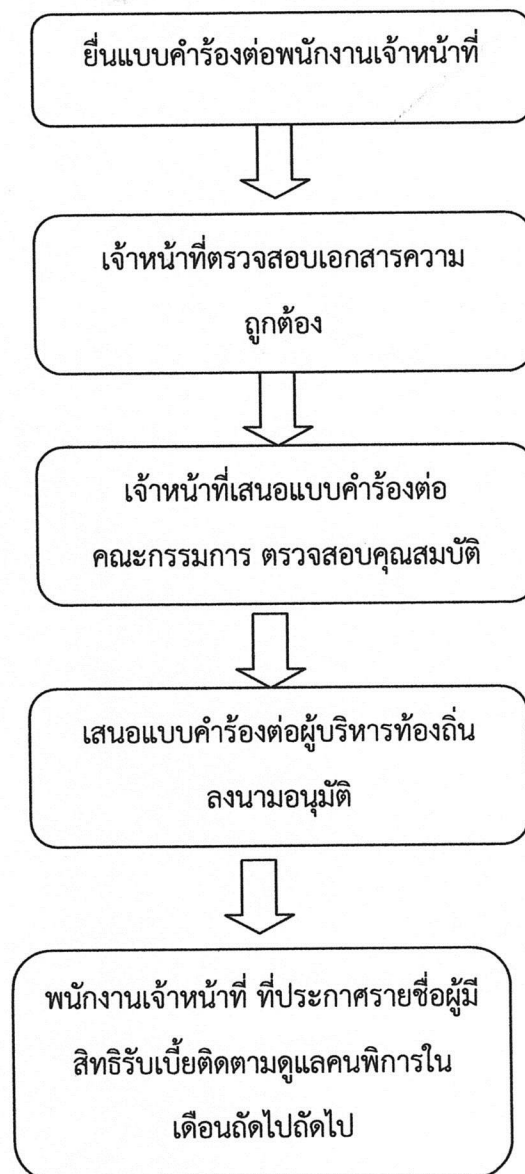 ยื่นแบบคำร้องต่อพนักงานเจ้าหน้าที่
เจ้าหน้าที่ตรวจสอบเอกสารความ
ถูกต้อง
เจ้าหน้าที่เสนอแบบคำร้องต่อ
คณะกรรมการ ตรวจสอบคุณสมบัติ
เสนอแบบคำร้องต่อผู้บริหารท้องถิ่น
ลงนามอนุมัติ
พนักงานเจ้าหน้าที่ ที่ประกาศรายชื่อผู้มี
สิทธิรับเบี้ยติดตามดูแลคนพิการใน
เดือนถัดไปถัดไป